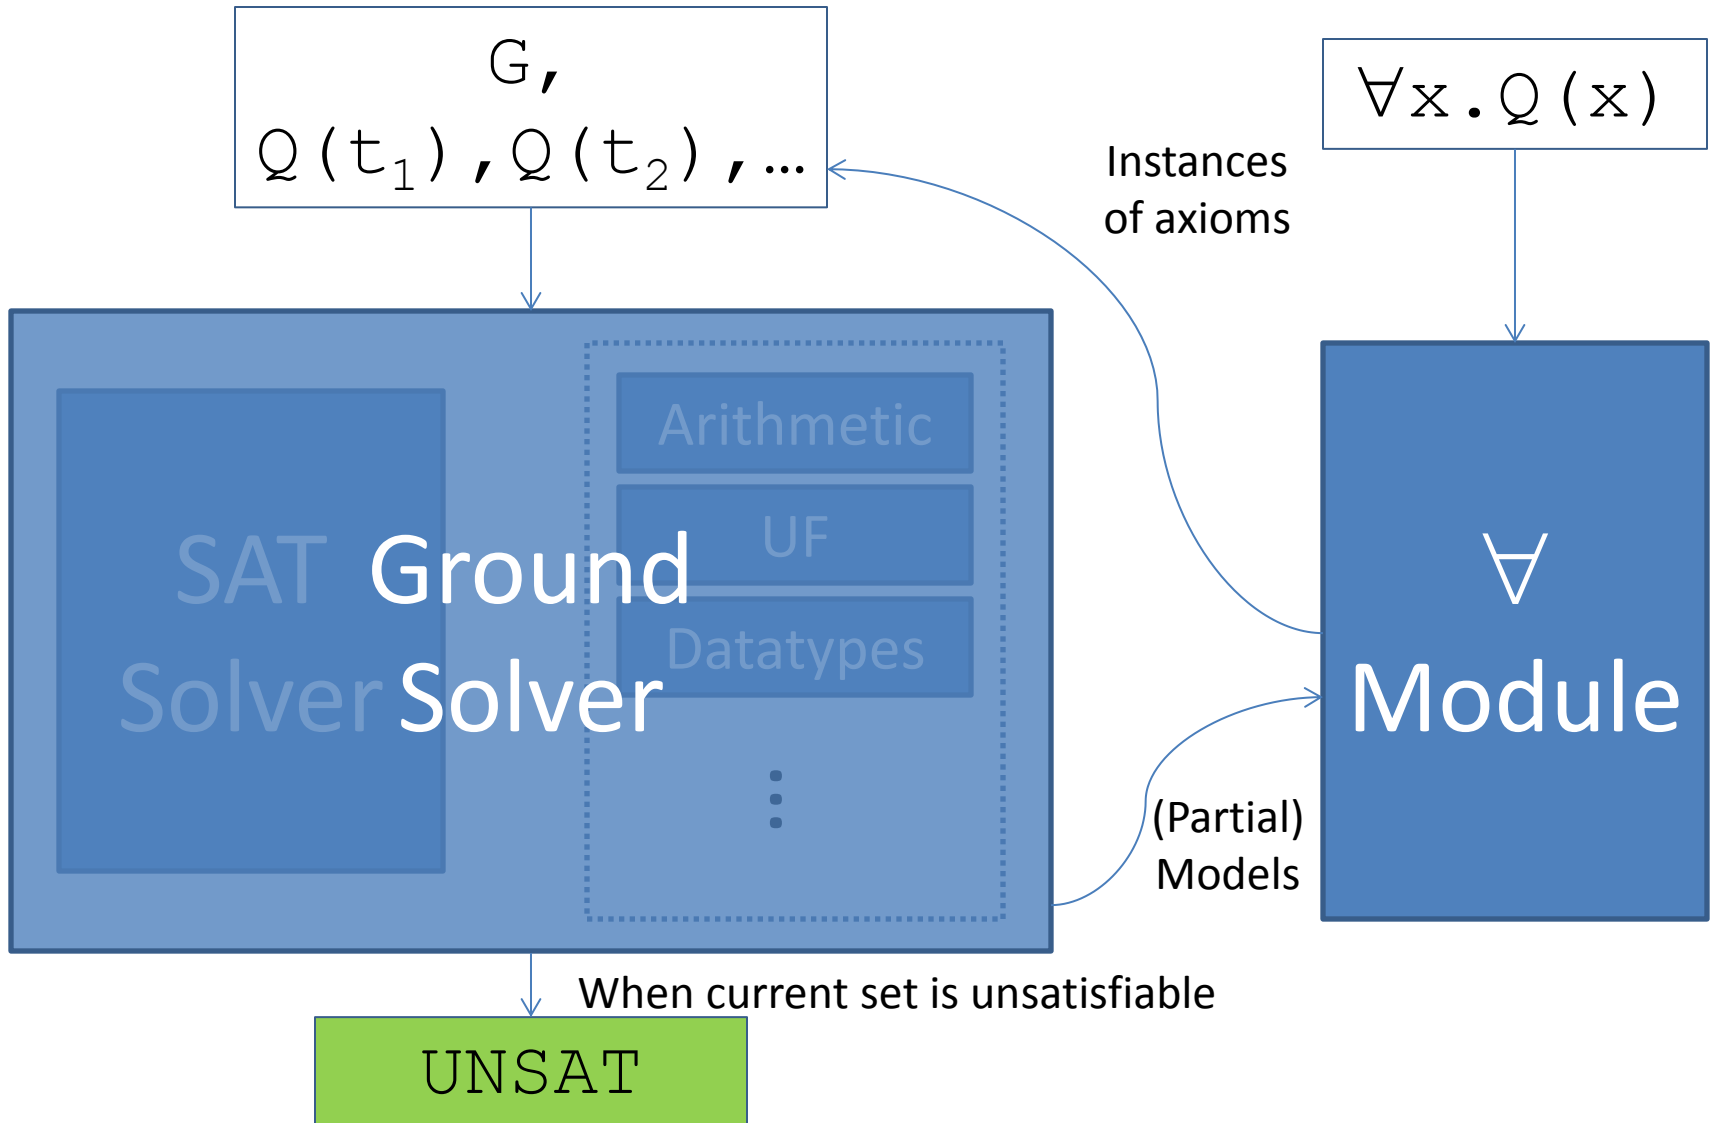 G,
Q(t₁),Q(t₂),…
∀x.Q(x)
Instances
of axioms
Arithmetic
UF
Datatypes
SAT
Solver
Ground
Solver
∀
Module
(Partial)
Models
When current set is unsatisfiable
UNSAT